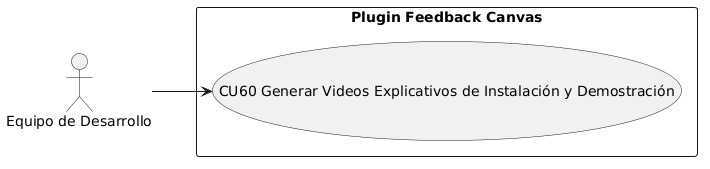 Plugin Feedback Canvas
CU60 Generar Videos Explicativos de Instalación y Demostración
Equipo de Desarrollo